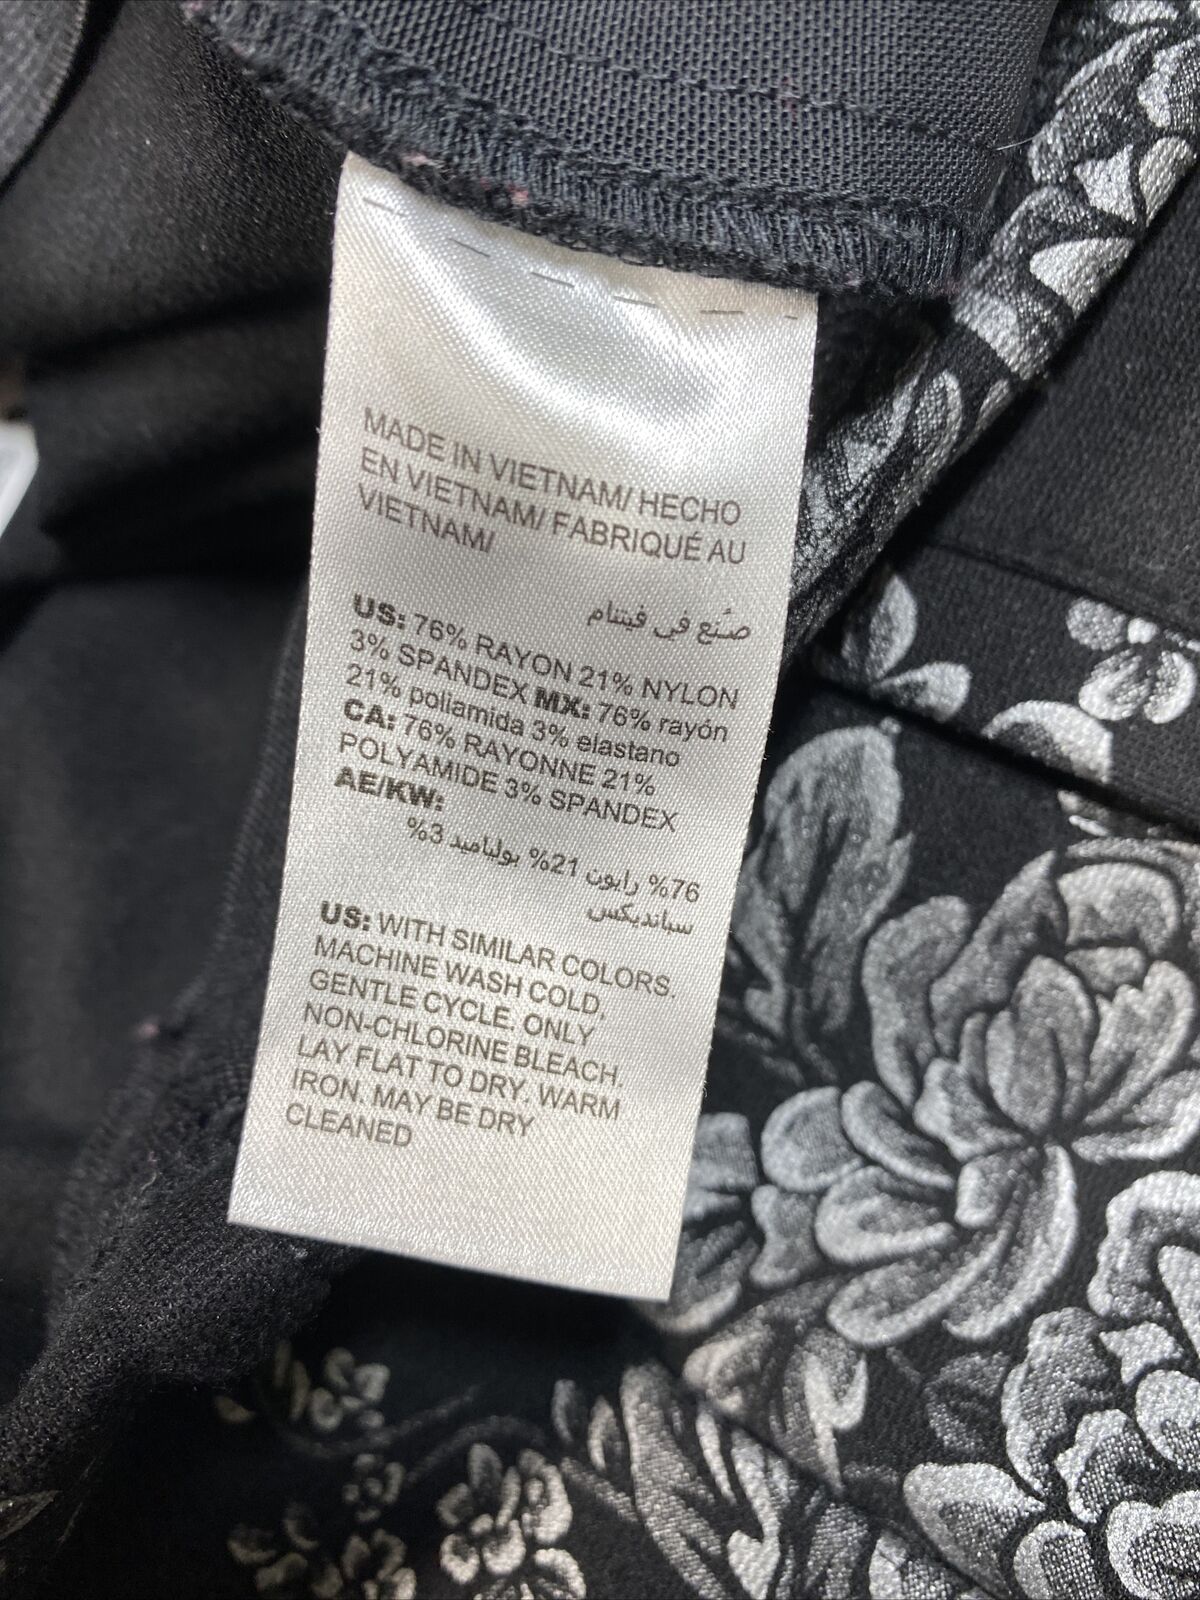 MADE IN VIETNAM/ HECHO
EN VIETNAM/ FABRIQUÉ AU
VIETNAM/
صُنع في فيتنام
US: 76% RAYON 21% NYLON
3% SPANDEX MX: 76% rayón
21% poliamida 3% elastano
CA: 76% RAYONNE 21%
POLYAMIDE 3% SPANDEX
AE/KW:
76% رايون 21% بولياميد 3%
سبانديكس
US: WITH SIMILAR COLORS.
MACHINE WASH COLD,
GENTLE CYCLE. ONLY
NON-CHLORINE BLEACH.
LAY FLAT TO DRY. WARM
IRON. MAY BE DRY
CLEANED